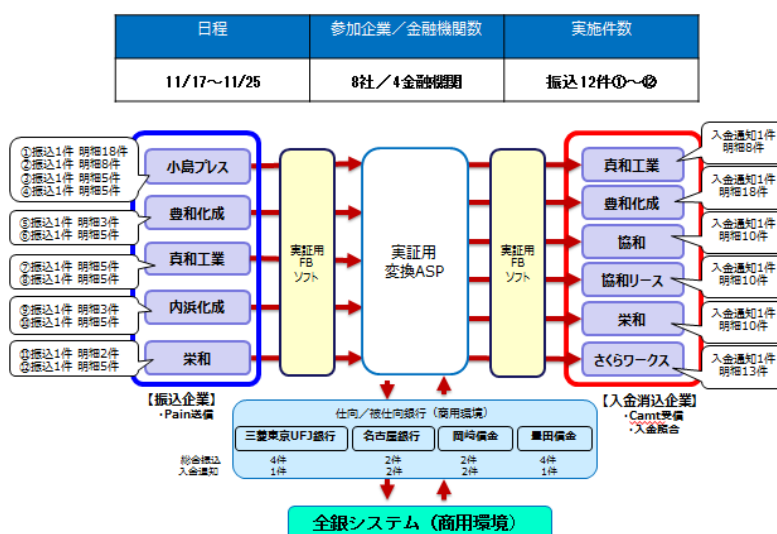 日程 参加企業／金融機関数 実施件数
11/17～11/25 8社／4金融機関 振込12件①～⑫
①振込1件 明細18件
②振込1件 明細8件
③振込1件 明細5件
④振込1件 明細5件
⑤振込1件 明細3件
⑥振込1件 明細5件
⑦振込1件 明細5件
⑧振込1件 明細5件
⑨振込1件 明細3件
⑩振込1件 明細5件
⑪振込1件 明細2件
⑫振込1件 明細5件
小島プレス
豊和化成
真和工業
内浜化成
栄和
【振込企業】
・Pain送信
実証用
FB
ソフト
実証用
変換ASP
実証用
FB
ソフト
真和工業
豊和化成
協和
協和リース
栄和
さくらワークス
【入金消込企業】
・Camt受信
・入金照合
入金通知1件
明細8件
入金通知1件
明細18件
入金通知1件
明細10件
入金通知1件
明細10件
入金通知1件
明細10件
入金通知1件
明細13件
仕向／被仕向銀行（商用環境）
三菱東京UFJ銀行 名古屋銀行 岡崎信金 豊田信金
総合振込 4件 2件 2件 4件
入金通知 1件 2件 2件 1件
全銀システム（商用環境）